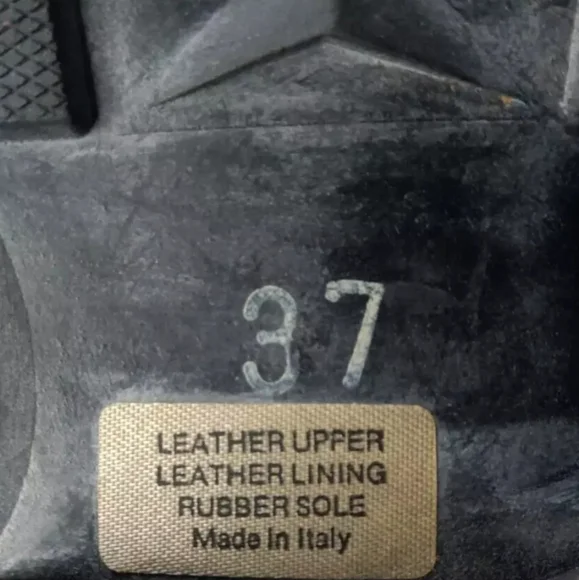 37
LEATHER UPPER
LEATHER LINING
RUBBER SOLE
Made in Italy